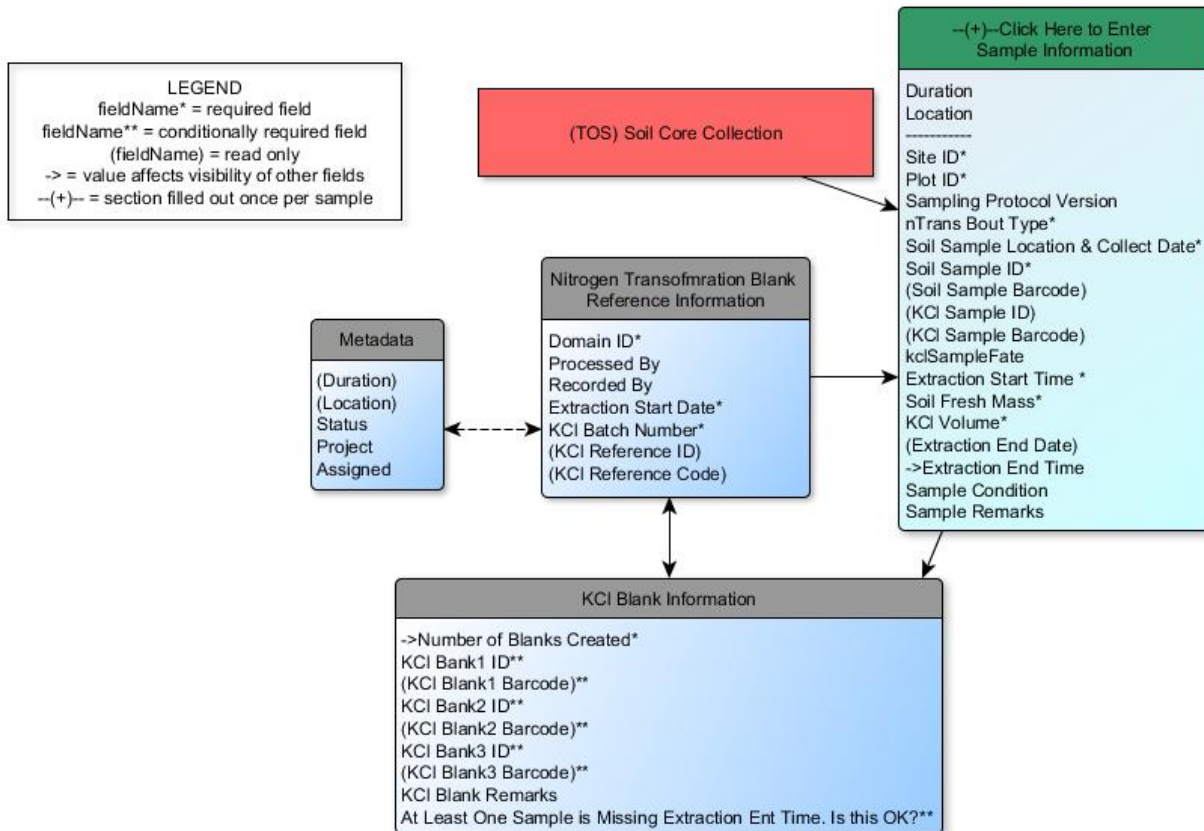 LEGEND
fieldName* = required field
fieldName** = conditionally required field
(fieldName) = read only
-> = value affects visibility of other fields
--(+)-- = section filled out once per sample
(TOS) Soil Core Collection
--(+)--Click Here to Enter
Sample Information
Duration
Location
-----------
Site ID*
Plot ID*
Sampling Protocol Version
nTrans Bout Type*
Soil Sample Location & Collect Date*
Soil Sample ID*
(Soil Sample Barcode)
(KCl Sample ID)
(KCl Sample Barcode)
kclSampleFate
Extraction Start Time *
Soil Fresh Mass*
KCl Volume*
(Extraction End Date)
->Extraction End Time
Sample Condition
Sample Remarks
Nitrogen Transofmration Blank
Reference Information
Domain ID*
Processed By
Recorded By
Extraction Start Date*
KCl Batch Number*
(KCl Reference ID)
(KCl Reference Code)
Metadata
(Duration)
(Location)
Status
Project
Assigned
KCl Blank Information
->Number of Blanks Created*
KCl Bank1 ID**
(KCl Blank1 Barcode)**
KCl Bank2 ID**
(KCl Blank2 Barcode)**
KCl Bank3 ID**
(KCl Blank3 Barcode)**
KCl Blank Remarks
At Least One Sample is Missing Extraction Ent Time. Is this OK?**